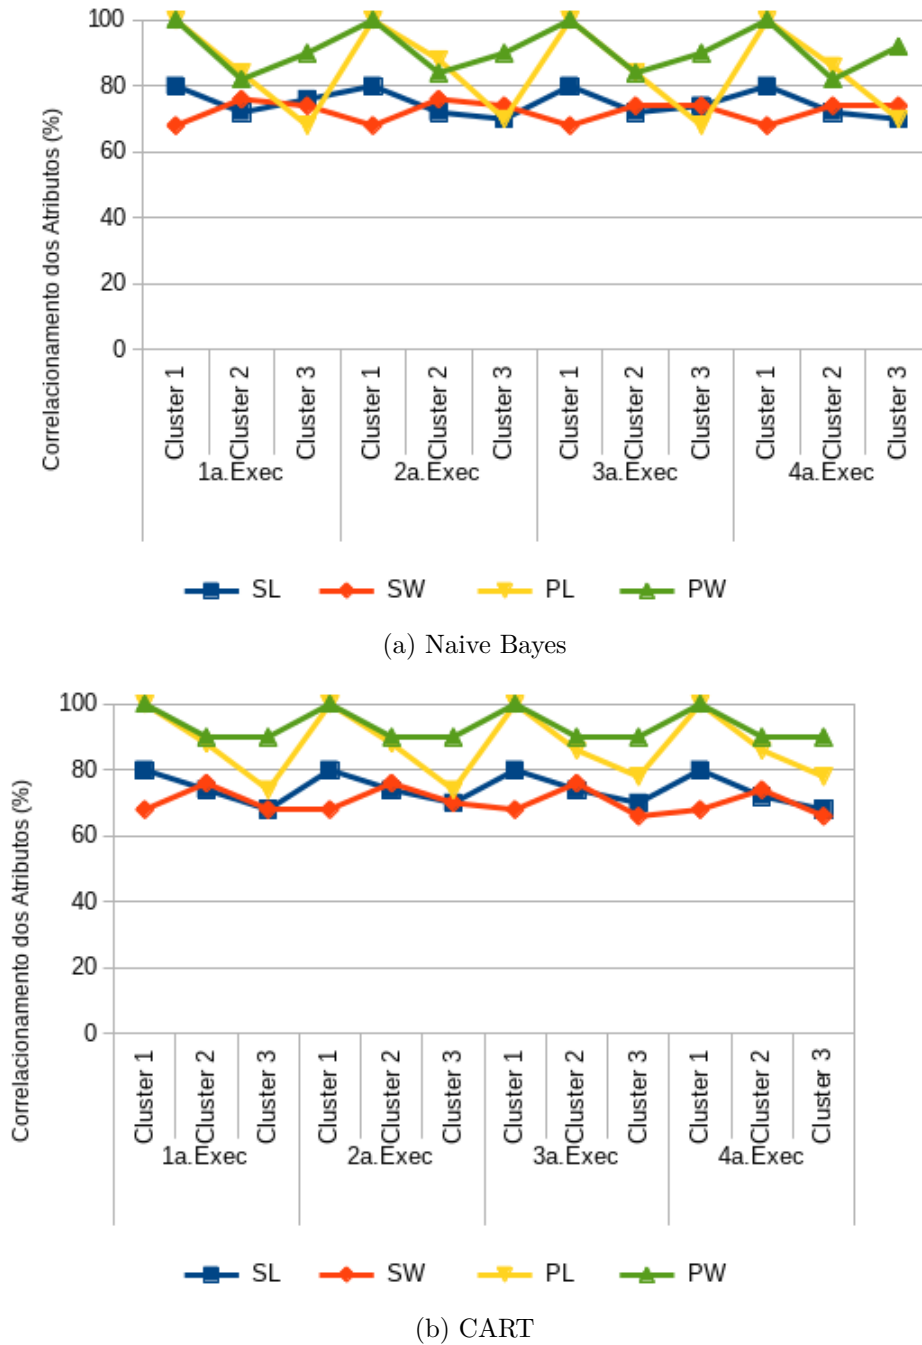 Correlacionamento dos Atributos (%)
100
80
60
40
20
0
Cluster 1 Cluster 2 Cluster 3 Cluster 1 Cluster 2 Cluster 3 Cluster 1 Cluster 2 Cluster 3 Cluster 1 Cluster 2 Cluster 3
1a.Exec 2a.Exec 3a.Exec 4a.Exec
SL SW PL PW
(a) Naive Bayes
Correlacionamento dos Atributos (%)
100
80
60
40
20
0
Cluster 1 Cluster 2 Cluster 3 Cluster 1 Cluster 2 Cluster 3 Cluster 1 Cluster 2 Cluster 3 Cluster 1 Cluster 2 Cluster 3
1a.Exec 2a.Exec 3a.Exec 4a.Exec
SL SW PL PW
(b) CART